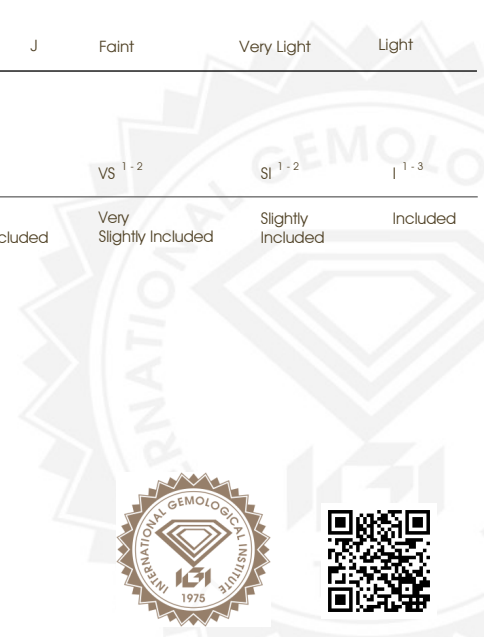 J Faint Very Light Light
VS 1 - 2 SI 1 - 2 I 1 - 3
Very Slightly Included
cluded Slightly Included Included
INTERNATIONAL GEMOLOGICAL INSTITUTE
IGI
1975